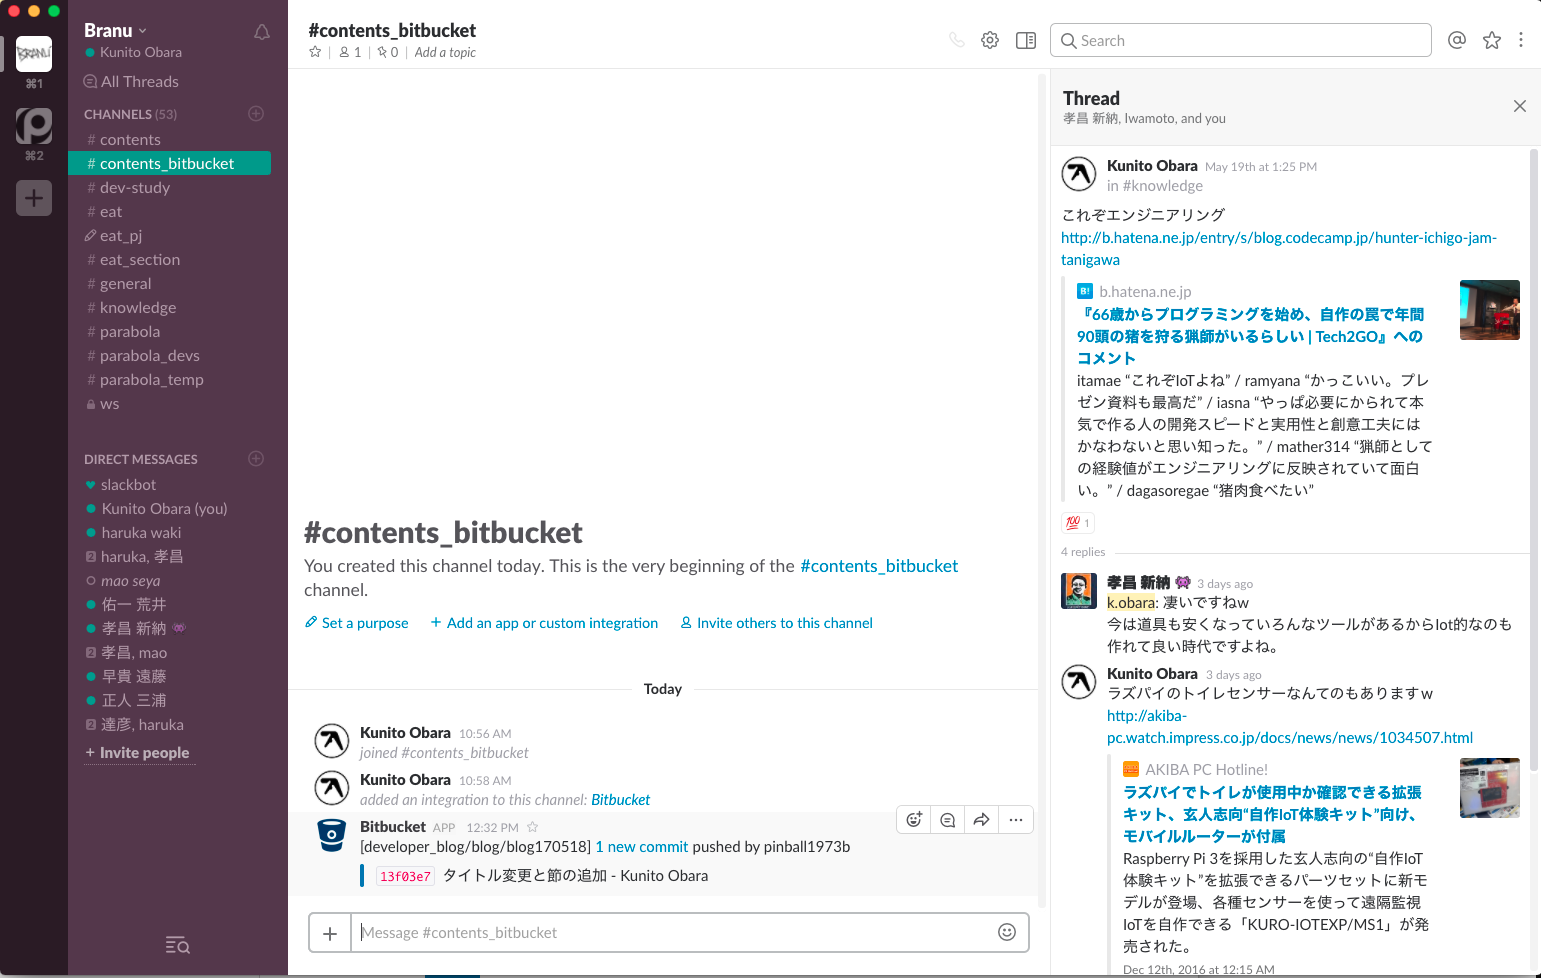 BRANU
⌘1
⌘2
Branu
Kunito Obara
All Threads
CHANNELS (53)
# contents
# contents_bitbucket
# dev-study
# eat
eat_pj
# eat_section
# general
# knowledge
# parabola
# parabola_devs
# parabola_temp
ws
DIRECT MESSAGES
slackbot
Kunito Obara (you)
haruka waki
2 haruka, 孝昌
mao seya
佑一 荒井
孝昌 新納
2 孝昌, mao
早貴 遠藤
正人 三浦
2 達彦, haruka
+ Invite people
#contents_bitbucket
1 | 0 | Add a topic
Search
#contents_bitbucket
You created this channel today. This is the very beginning of the #contents_bitbucket
channel.
Set a purpose + Add an app or custom integration Invite others to this channel
Today
Kunito Obara 10:56 AM
joined #contents_bitbucket
Kunito Obara 10:58 AM
added an integration to this channel: Bitbucket
Bitbucket APP 12:32 PM
[developer_blog/blog/blog170518] 1 new commit pushed by pinball1973b
13f03e7 タイトル変更と節の追加 - Kunito Obara
Message #contents_bitbucket
Thread
孝昌 新納, Iwamoto, and you
Kunito Obara May 19th at 1:25 PM
in #knowledge
これぞエンジニアリング
http://b.hatena.ne.jp/entry/s/blog.codecamp.jp/hunter-ichigo-jam-
tanigawa
B! b.hatena.ne.jp
『66歳からプログラミングを始め、自作の罠で年間
90頭の猪を狩る猟師がいるらしい | Tech2GO』への
コメント
itamae “これぞIoTよね” / ramyana “かっこいい。プレ
ゼン資料も最高だ” / iasna “やっぱ必要にかられて本
気で作る人の開発スピードと実用性と創意工夫には
かなわないと思い知った。” / mather314 “猟師として
の経験値がエンジニアリングに反映されていて面白
い。” / dagasoregae “猪肉食べたい”
100 1
4 replies
孝昌 新納 3 days ago
k.obara: 凄いですねw
今は道具も安くなっていろんなツールがあるからIot的なのも
作れて良い時代ですよね。
Kunito Obara 3 days ago
ラズパイのトイレセンサーなんてのもありますｗ
http://akiba-
pc.watch.impress.co.jp/docs/news/news/1034507.html
AKIBA PC Hotline!
ラズパイでトイレが使用中か確認できる拡張
キット、玄人志向“自作IoT体験キット”向け、
モバイルルーターが付属
Raspberry Pi 3を採用した玄人志向の“自作IoT
体験キット”を拡張できるパーツセットに新モ
デルが登場、各種センサーを使って遠隔監視
IoTを自作できる「KURO-IOTEXP/MS1」が発
売された。
Dec 12th, 2016 at 12:15 AM